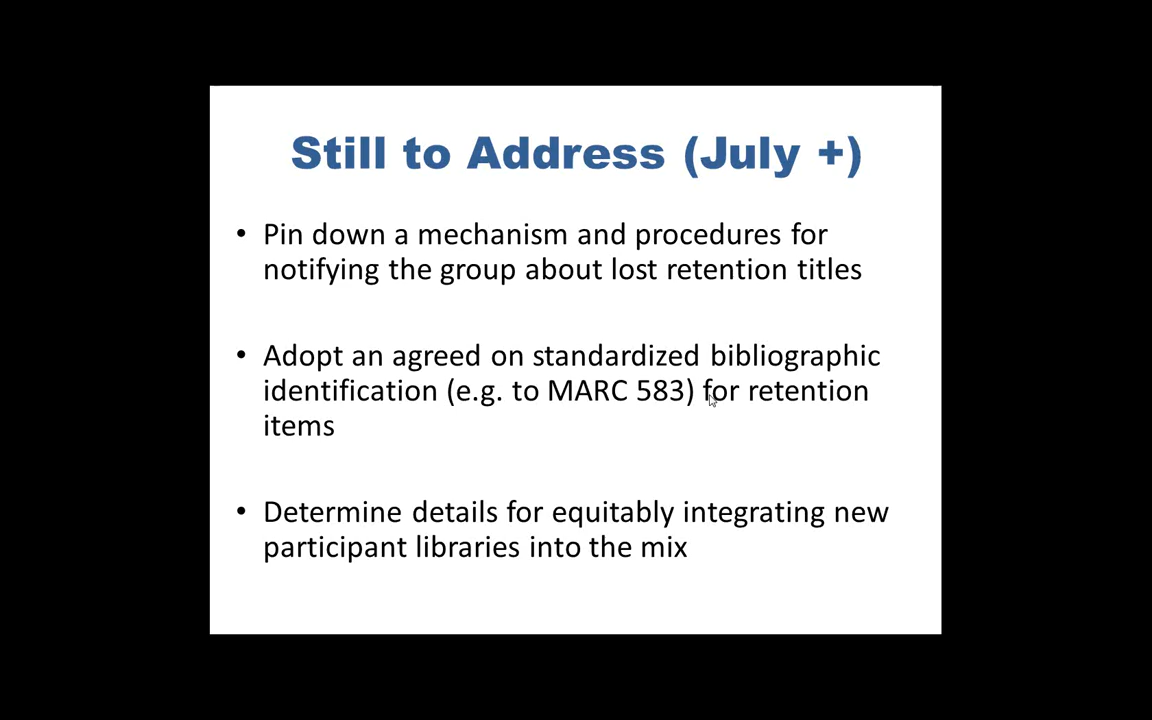 Still to Address (July +)
• Pin down a mechanism and procedures for
notifying the group about lost retention titles
• Adopt an agreed on standardized bibliographic
identification (e.g. to MARC 583) for retention
items
• Determine details for equitably integrating new
participant libraries into the mix